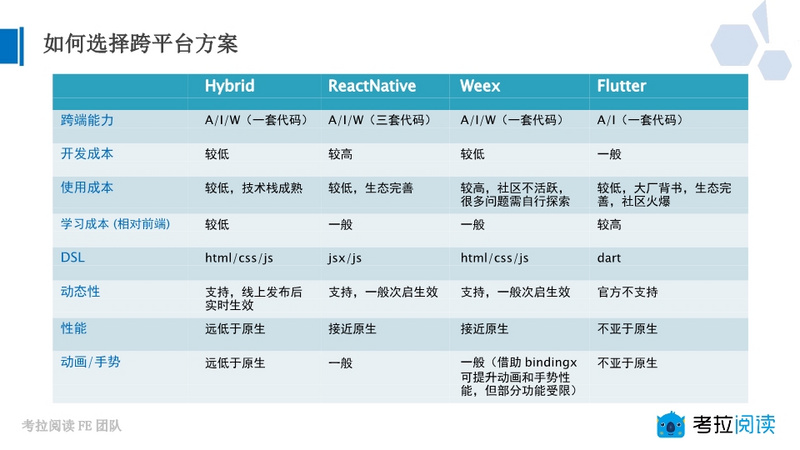 如何选择跨平台方案
Hybrid ReactNative Weex Flutter
跨端能力 A/I/W（一套代码） A/I/W（三套代码） A/I/W（一套代码） A/I（一套代码）
开发成本 较低 较高 较低 一般
使用成本 较低，技术栈成熟 较低，生态完善 较高，社区不活跃， 较低，大厂背书，生态完
很多问题需自行探索 善，社区火爆
学习成本 (相对前端) 较低 一般 一般 较高
DSL html/css/js jsx/js html/css/js dart
动态性 支持，线上发布后 支持，一般次启生效 支持，一般次启生效 官方不支持
实时生效
性能 远低于原生 接近原生 接近原生 不亚于原生
动画/手势 远低于原生 一般 一般（借助 bindingx 不亚于原生
可提升动画和手势性
能，但部分功能受限）
考拉阅读 FE 团队
考拉阅读